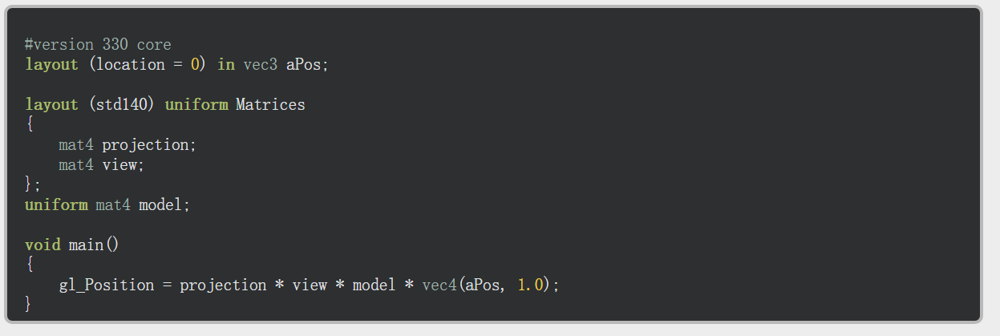 #version 330 core
layout (location = 0) in vec3 aPos;
layout (std140) uniform Matrices
{
    mat4 projection;
    mat4 view;
};
uniform mat4 model;
void main()
{
    gl_Position = projection * view * model * vec4(aPos, 1.0);
}